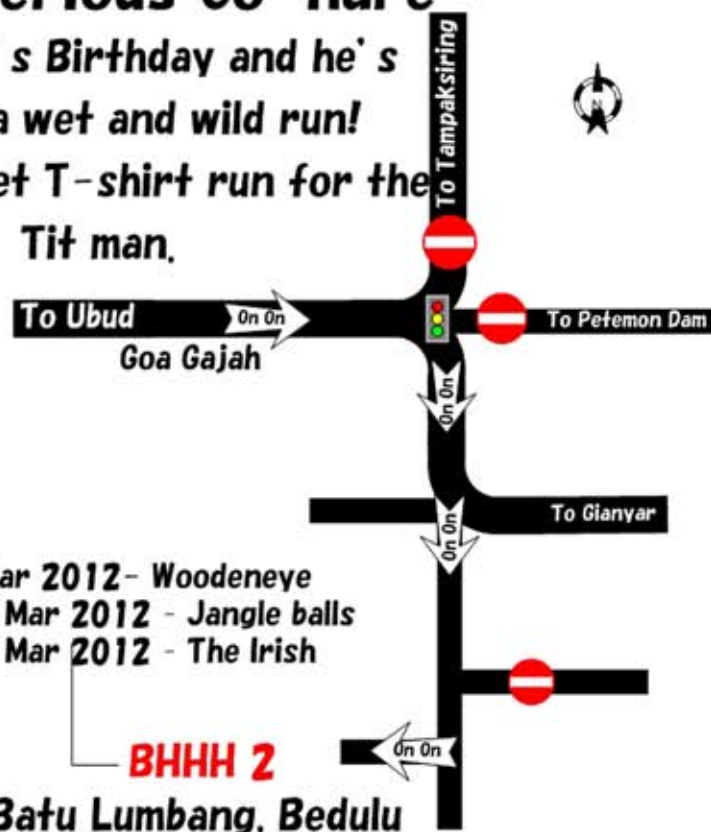 s Birthday and he's
a wet and wild run!
T-shirt run for the
Tit man.
To Tampaksiring
N
To Ubud
On On
To Petemon Dam
Goa Gajah
On On
To Gianyar
On On
2012- Woodeneye
Mar 2012 - Jangle balls
Mar 2012 - The Irish
On On
BHHH 2
Batu Lumbang, Bedulu